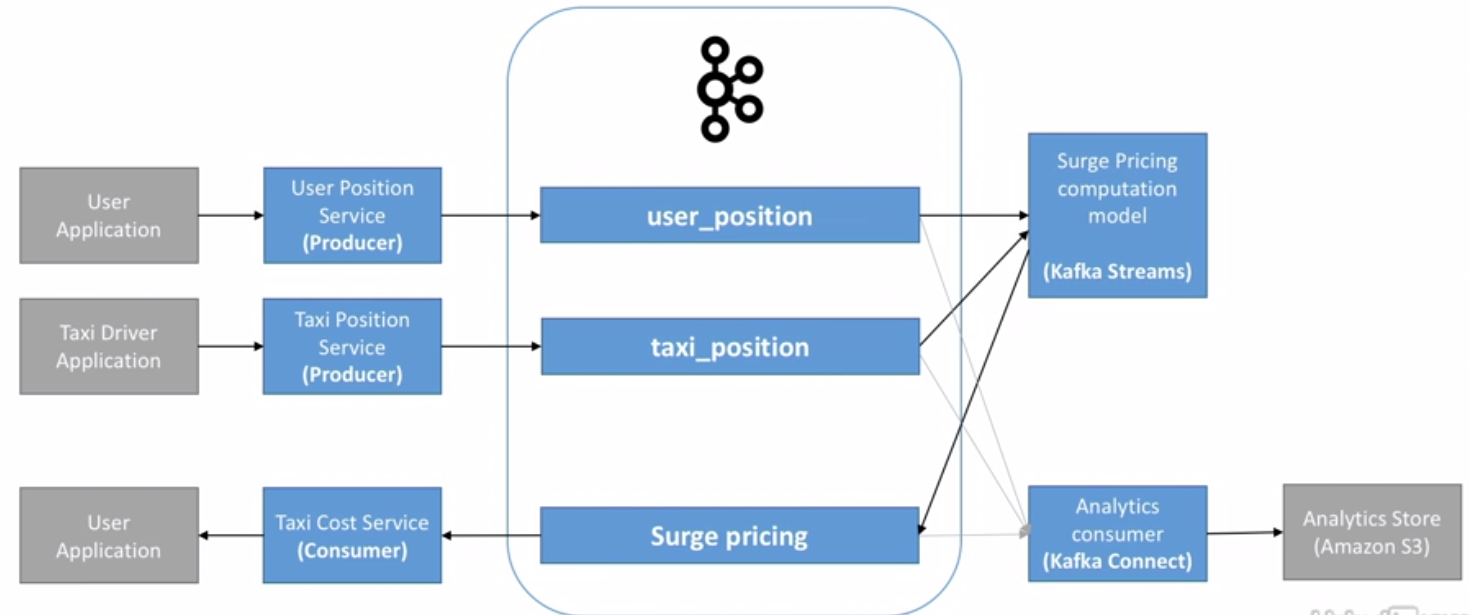 User
Application
User Position
Service
(Producer)
user_position
Surge Pricing
computation
model
(Kafka Streams)
Taxi Driver
Application
Taxi Position
Service
(Producer)
taxi_position
User
Application
Taxi Cost Service
(Consumer)
Surge pricing
Analytics
consumer
(Kafka Connect)
Analytics Store
(Amazon S3)